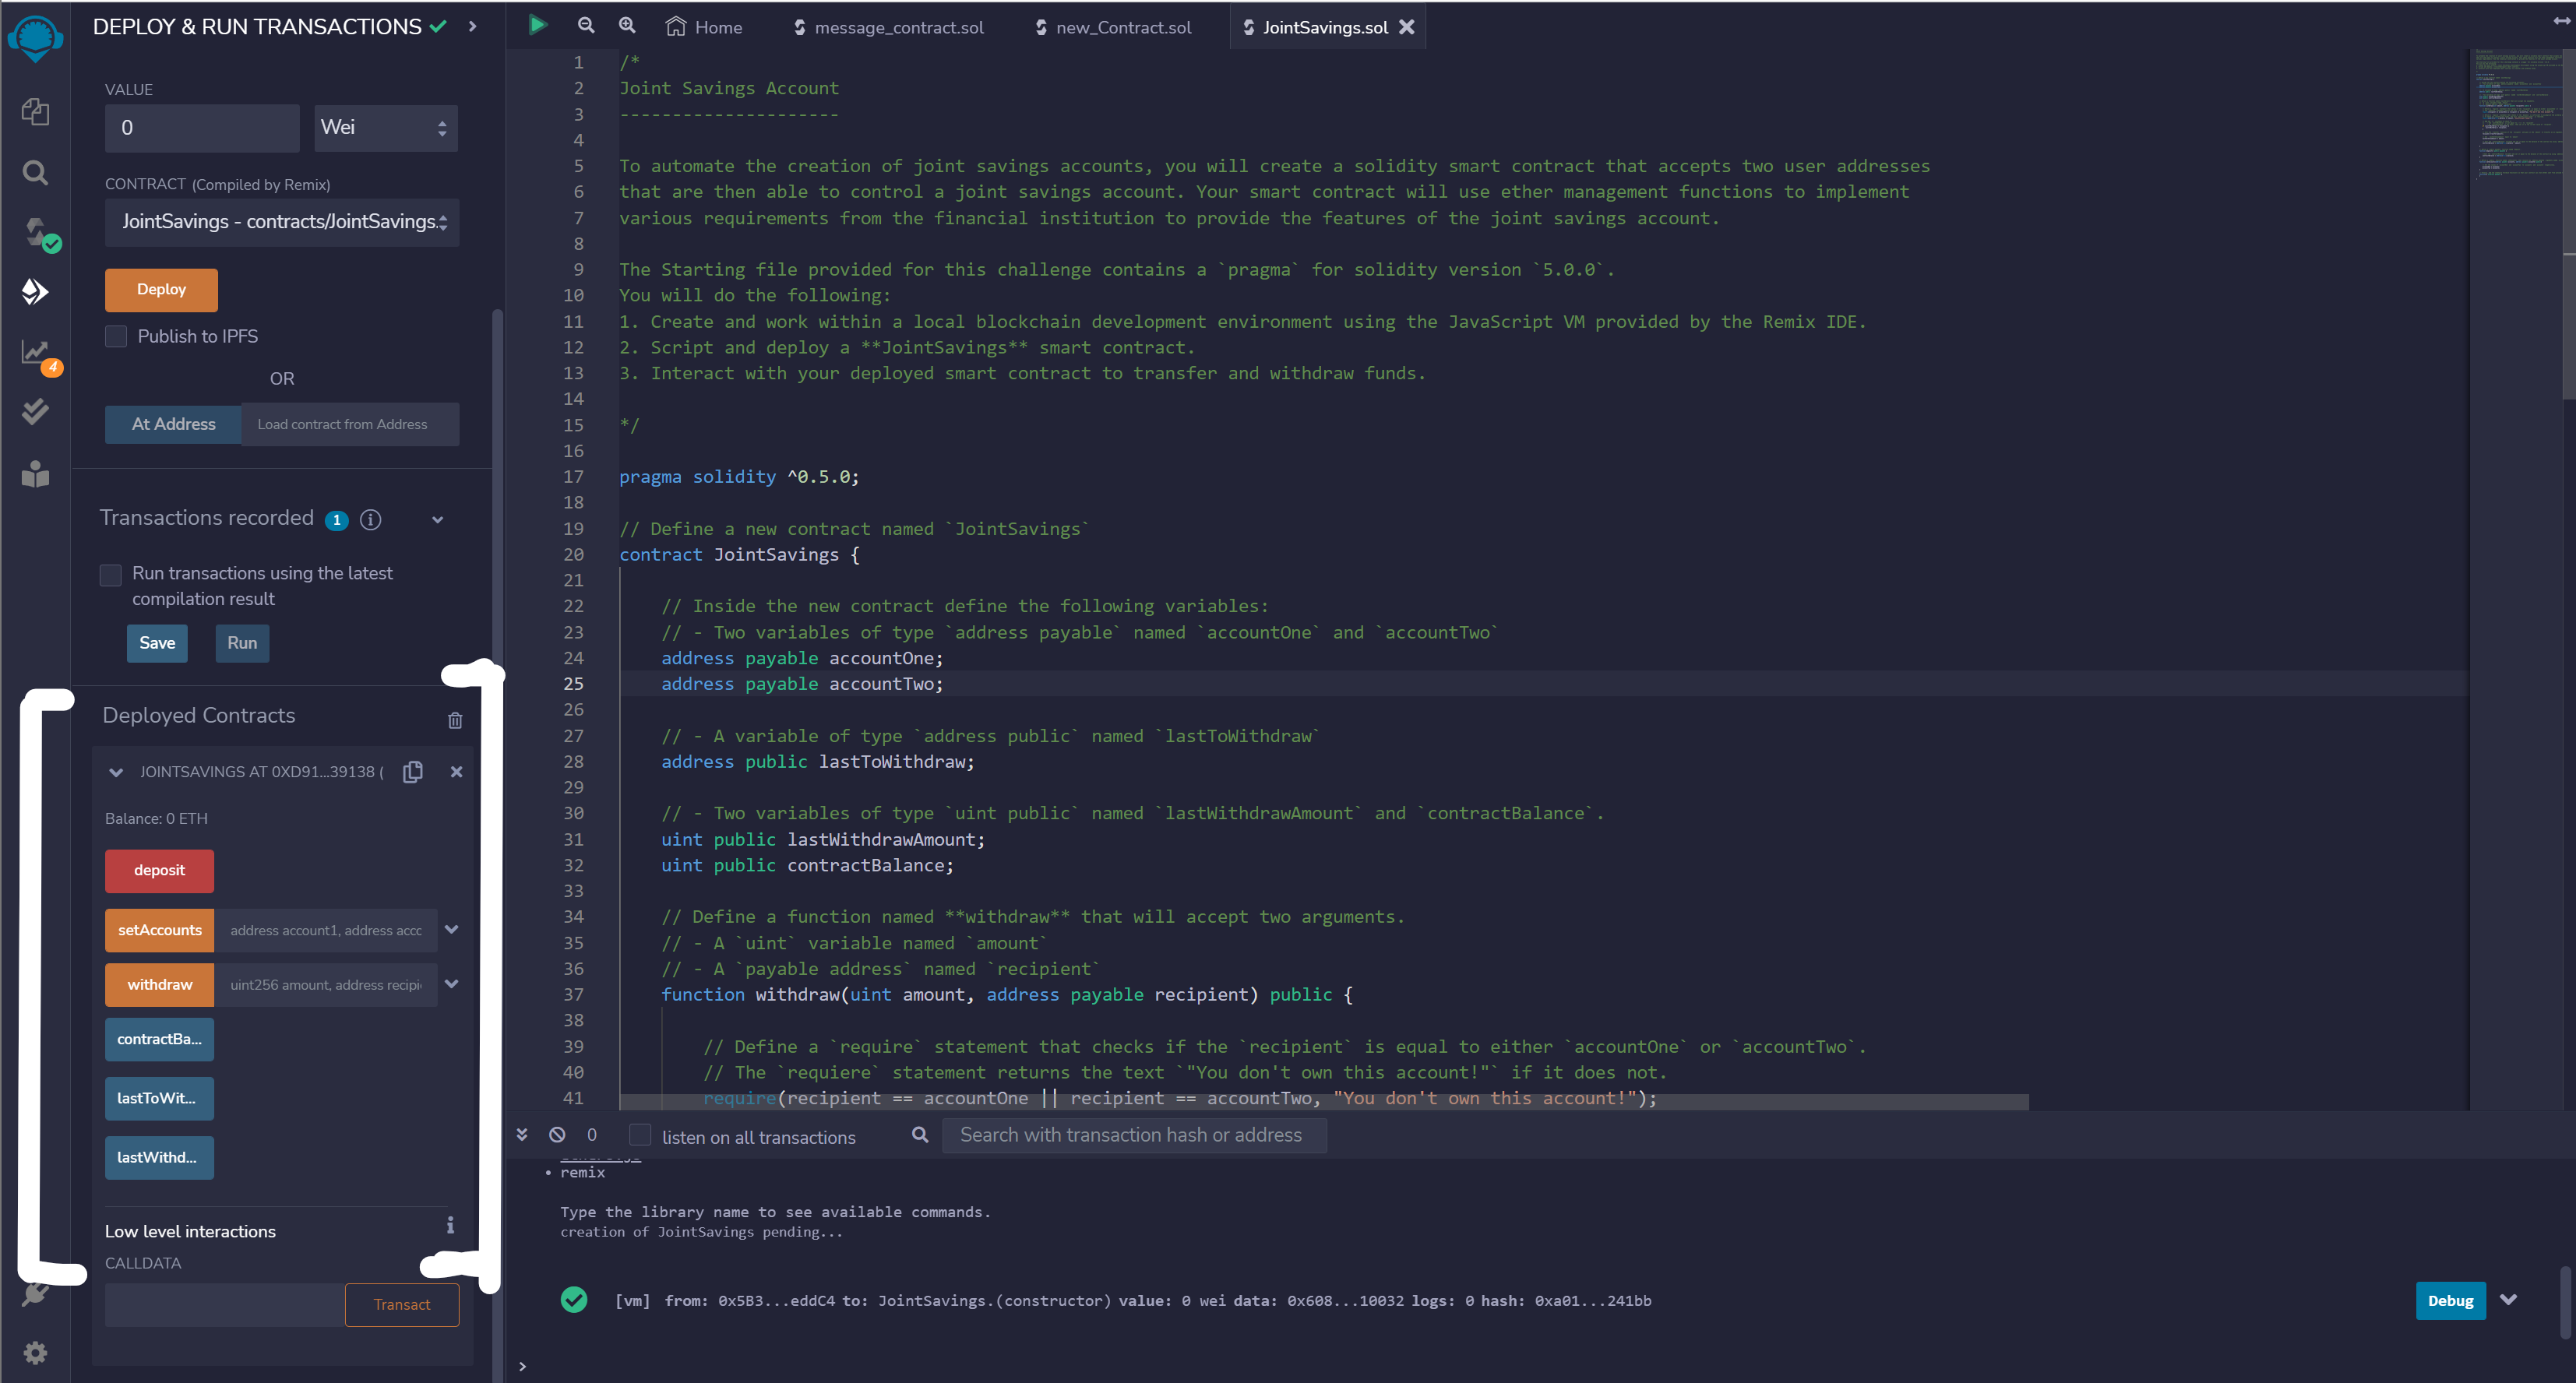 DEPLOY & RUN TRANSACTIONS
VALUE
0
Wei
CONTRACT (Compiled by Remix)
JointSavings - contracts/JointSavings.
Deploy
Publish to IPFS
OR
At Address
Load contract from Address
4
Transactions recorded 1
Run transactions using the latest
compilation result
Save
Run
Deployed Contracts
JOINTSAVINGS AT 0XD91...39138 (
Balance: 0 ETH
deposit
setAccounts
address account1, address acco
withdraw
uint256 amount, address recipi
contractBa...
lastToWit...
lastWithd...
Low level interactions
CALLDATA
Transact
Home
message_contract.sol
new_Contract.sol
JointSavings.sol
1 /*
2 Joint Savings Account
3 ---------------------
4
5 To automate the creation of joint savings accounts, you will create a solidity smart contract that accepts two user addresses
6 that are then able to control a joint savings account. Your smart contract will use ether management functions to implement
7 various requirements from the financial institution to provide the features of the joint savings account.
8
9 The Starting file provided for this challenge contains a `pragma` for solidity version `5.0.0`.
10 You will do the following:
11 1. Create and work within a local blockchain development environment using the JavaScript VM provided by the Remix IDE.
12 2. Script and deploy a **JointSavings** smart contract.
13 3. Interact with your deployed smart contract to transfer and withdraw funds.
14
15 */
16
17 pragma solidity ^0.5.0;
18
19 // Define a new contract named `JointSavings`
20 contract JointSavings {
21
22 // Inside the new contract define the following variables:
23 // - Two variables of type `address payable` named `accountOne` and `accountTwo`
24 address payable accountOne;
25 address payable accountTwo;
26
27 // - A variable of type `address public` named `lastToWithdraw`
28 address public lastToWithdraw;
29
30 // - Two variables of type `uint public` named `lastWithdrawAmount` and `contractBalance`.
31 uint public lastWithdrawAmount;
32 uint public contractBalance;
33
34 // Define a function named **withdraw** that will accept two arguments.
35 // - A `uint` variable named `amount`
36 // - A `payable address` named `recipient`
37 function withdraw(uint amount, address payable recipient) public {
38
39 // Define a `require` statement that checks if the `recipient` is equal to either `accountOne` or `accountTwo`.
40 // The `requiere` statement returns the text `"You don't own this account!"` if it does not.
41 require(recipient == accountOne || recipient == accountTwo, "You don't own this account!");
0
listen on all transactions
Search with transaction hash or address
• remix
Type the library name to see available commands.
creation of JointSavings pending...
[vm] from: 0x5B3...eddC4 to: JointSavings.(constructor) value: 0 wei data: 0x608...10032 logs: 0 hash: 0xa01...241bb
Debug
>